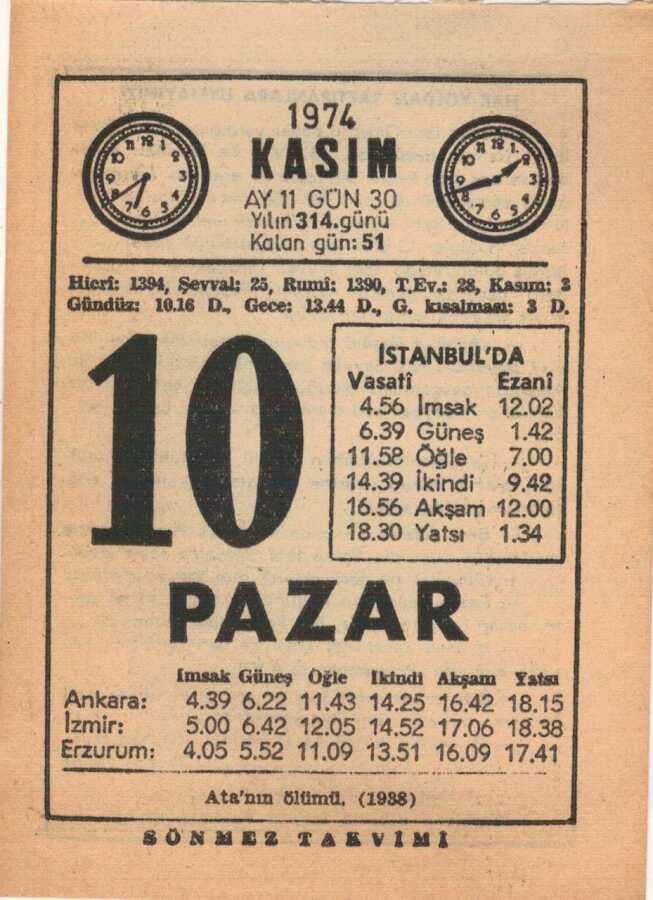 1974
KASIM
AY 11 GÜN 30
Yılın 314. günü
Kalan gün: 51
Hicrî: 1394, Şevval: 25, Rumî: 1390, T.Ev.: 28, Kasım: 3
Gündüz: 10.16 D., Gece: 13.44 D., G. kısalması: 3 D.
10
İSTANBUL'DA
Vasatî Ezanî
4.56 İmsak 12.02
6.39 Güneş 1.42
11.58 Öğle 7.00
14.39 İkindi 9.42
16.56 Akşam 12.00
18.30 Yatsı 1.34
PAZAR
İmsak Güneş Öğle İkindi Akşam Yatsı
Ankara: 4.39 6.22 11.43 14.25 16.42 18.15
İzmir: 5.00 6.42 12.05 14.52 17.06 18.38
Erzurum: 4.05 5.52 11.09 13.51 16.09 17.41
Ata'nın ölümü, (1938)
SÖNMEZ TAKVİMİ